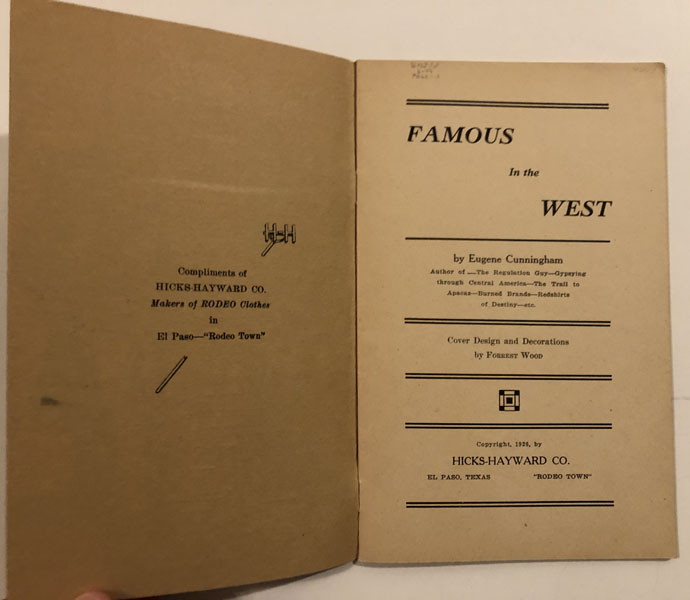 H-H
Compliments of
HICKS-HAYWARD CO.
Makers of RODEO Clothes
in
El Paso—"Rodeo Town"
FAMOUS
In the
WEST
by Eugene Cunningham
Author of —The Regulation Guy—Gypsying
through Central America—The Trail to
Apacas—Burned Brands—Redshirts
of Destiny—etc.
Cover Design and Decorations
by FORREST WOOD
Copyright, 1926, by
HICKS-HAYWARD CO.
EL PASO, TEXAS "RODEO TOWN"